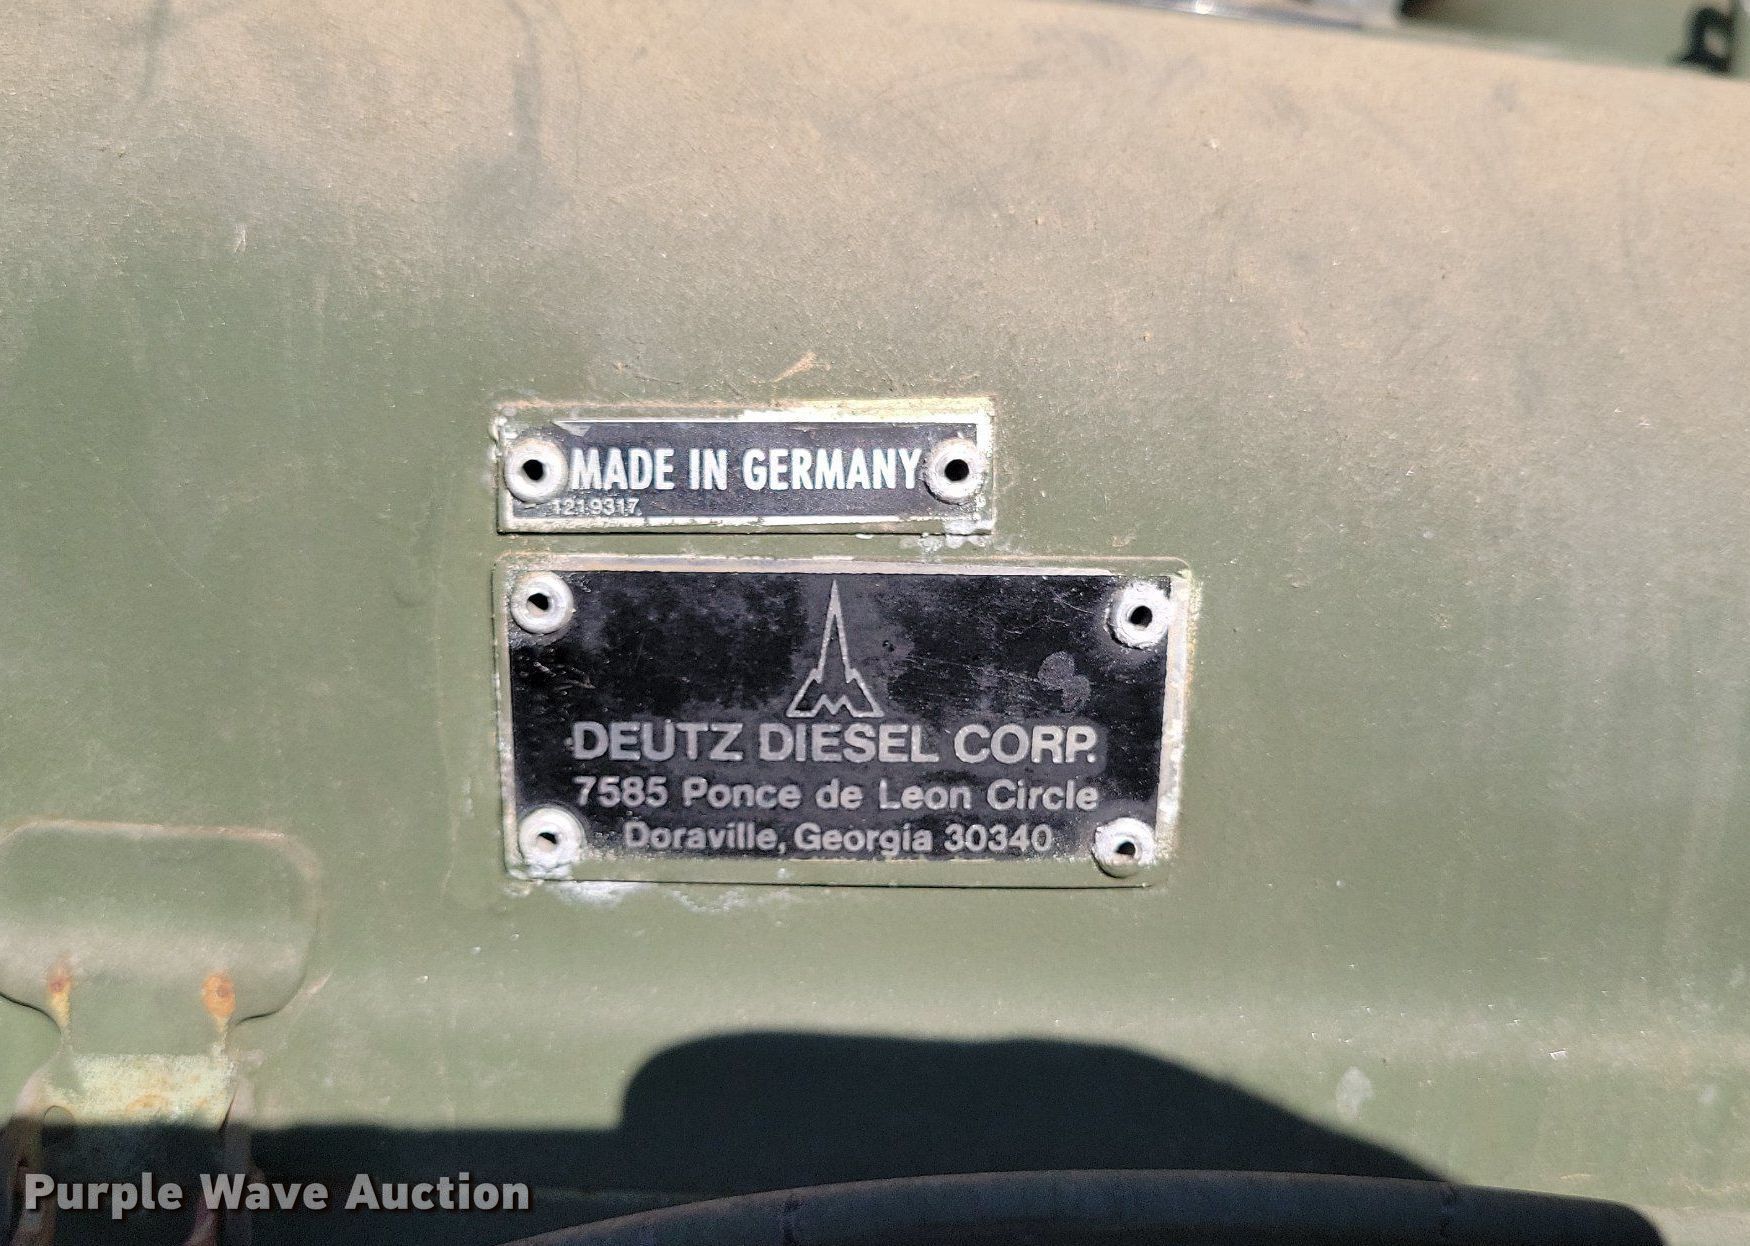 MADE IN GERMANY
1219317
DEUTZ DIESEL CORP.
7585 Ponce de Leon Circle
Doraville, Georgia 30340
Purple Wave Auction